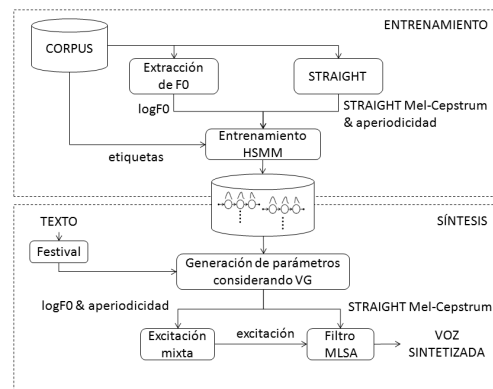 ENTRENAMIENTO
CORPUS
Extracción
de F0
STRAIGHT
logF0
STRAIGHT Mel-Cepstrum
& aperiodicidad
etiquetas
Entrenamiento
HSMM
TEXTO
SÍNTESIS
Festival
Generación de parámetros
considerando VG
logF0 & aperiodicidad
STRAIGHT Mel-Cepstrum
Excitación
mixta
excitación
Filtro
MLSA
VOZ
SINTETIZADA